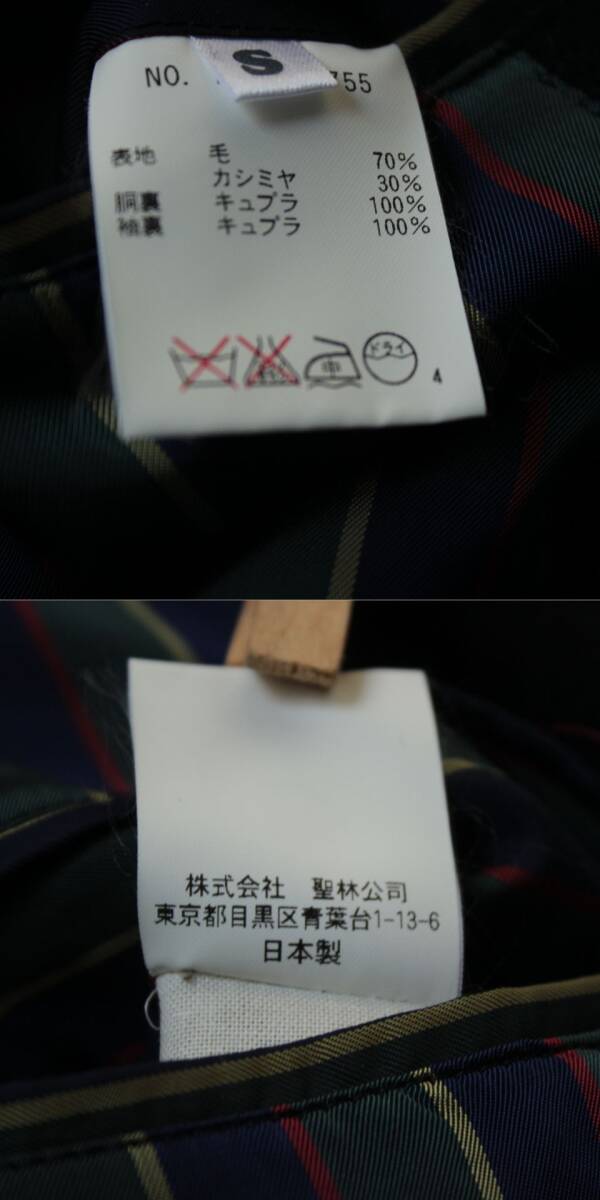 S
NO. 755
表地 毛 70%
カシミヤ 30%
胴裏 キュプラ 100%
袖裏 キュプラ 100%
中 ドライ
4
株式会社 聖林公司
東京都目黒区青葉台1-13-6
日本製